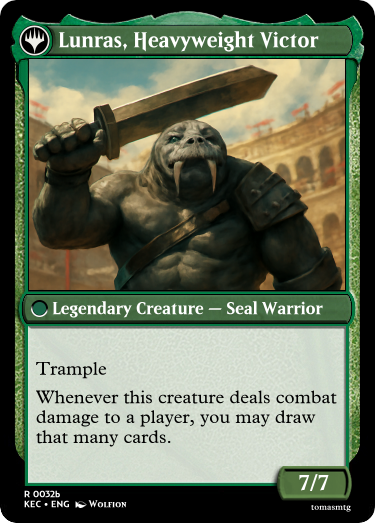 Lunras, Heavyweight Victor
Legendary Creature — Seal Warrior
Trample
Whenever this creature deals combat
damage to a player, you may draw
that many cards.
7/7
R 0032b
KEC • ENG Wolfion
tomasmtg